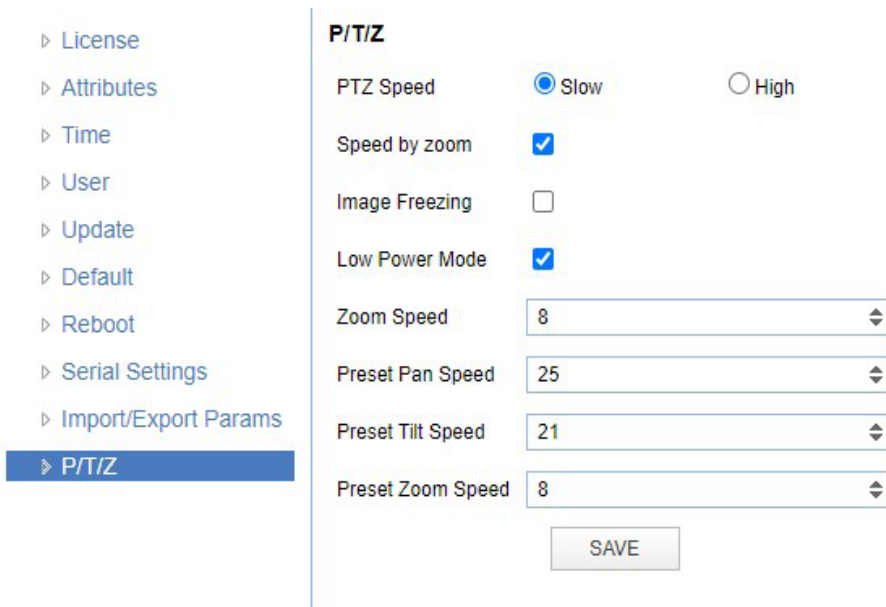 License
Attributes
Time
User
Update
Default
Reboot
Serial Settings
Import/Export Params
P/T/Z
P/T/Z
PTZ Speed Slow High
Speed by zoom
Image Freezing
Low Power Mode
Zoom Speed 8
Preset Pan Speed 25
Preset Tilt Speed 21
Preset Zoom Speed 8
SAVE